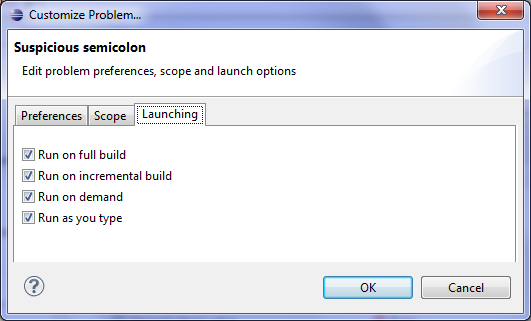 Customize Problem...
Suspicious semicolon
Edit problem preferences, scope and launch options
Preferences Scope Launching
Run on full build
Run on incremental build
Run on demand
Run as you type
? OK Cancel